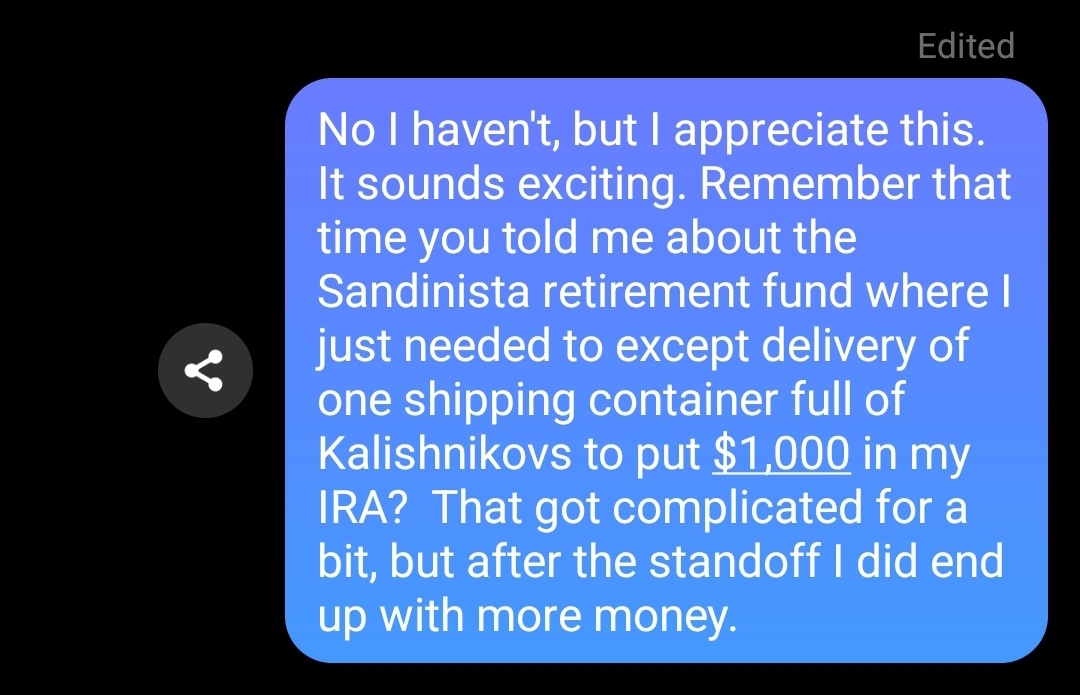 Edited
No I haven't, but I appreciate this.
It sounds exciting. Remember that
time you told me about the
Sandinista retirement fund where I
just needed to except delivery of
one shipping container full of
Kalishnikovs to put $1,000 in my
IRA?  That got complicated for a
bit, but after the standoff I did end
up with more money.